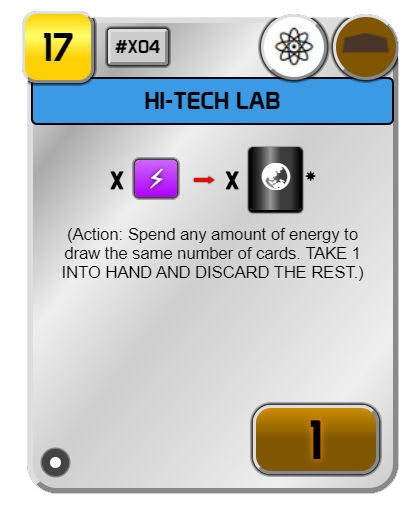 17
#X04
HI-TECH LAB
X → X *
(Action: Spend any amount of energy to
draw the same number of cards. TAKE 1
INTO HAND AND DISCARD THE REST.)
1